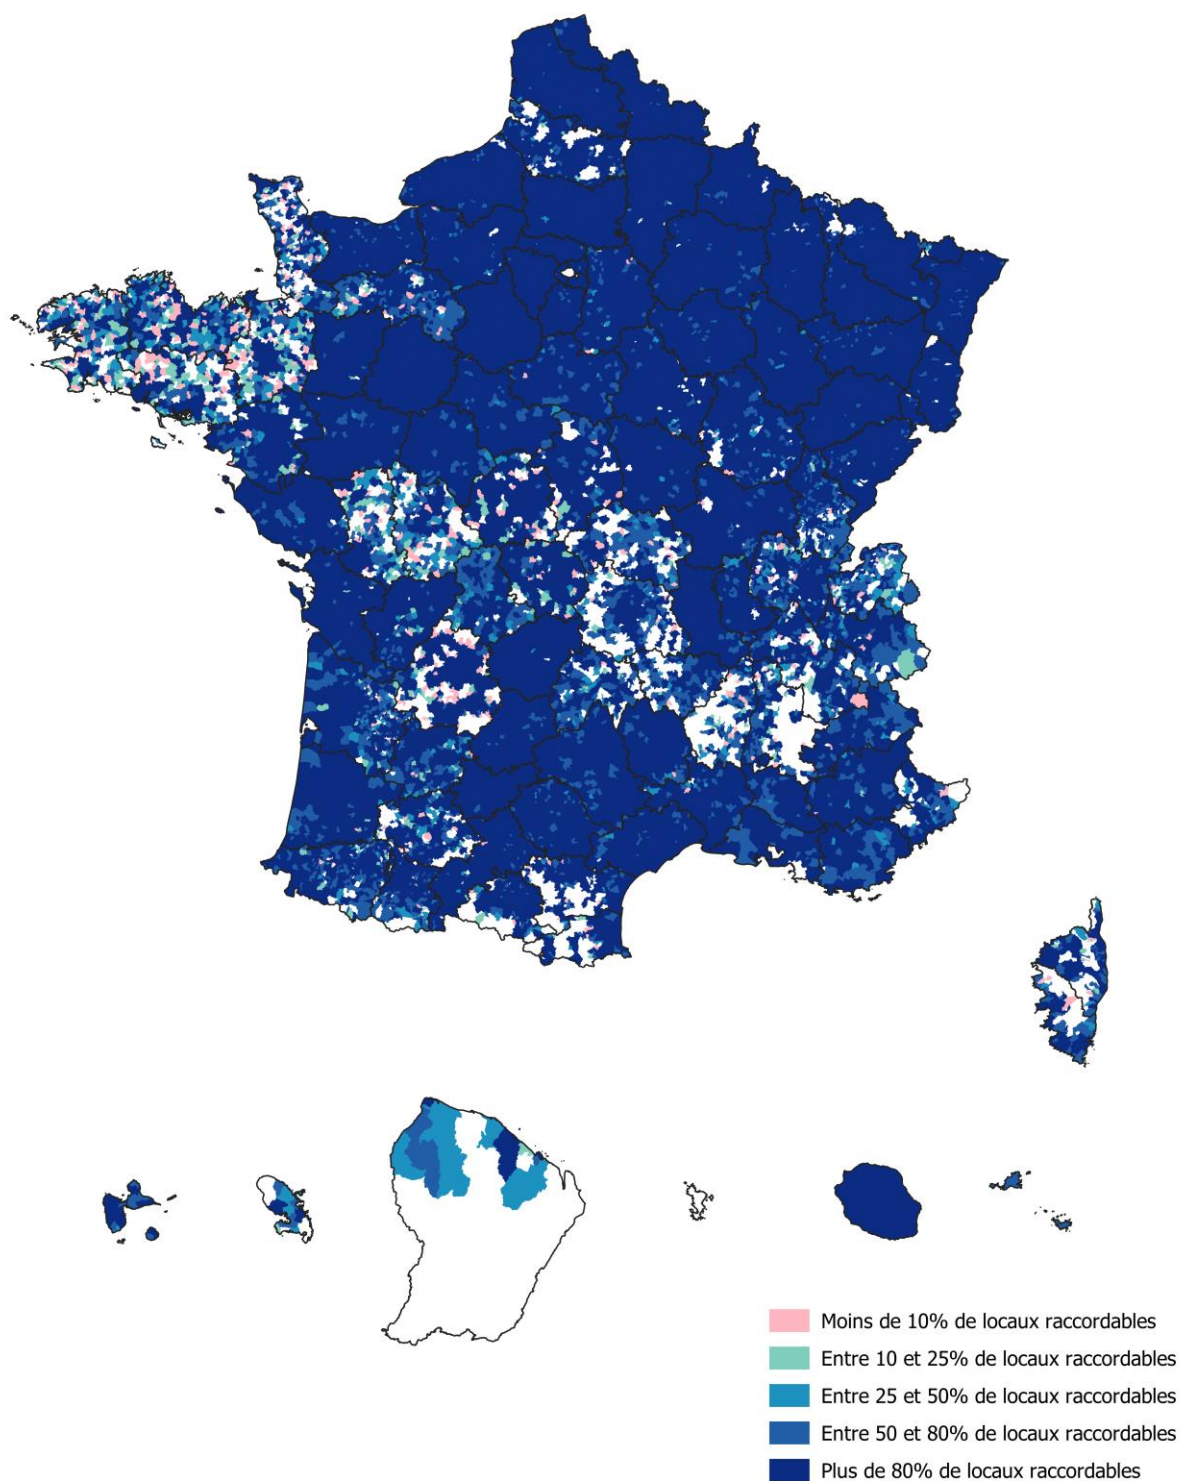 Moins de 10% de locaux raccordables
Entre 10 et 25% de locaux raccordables
Entre 25 et 50% de locaux raccordables
Entre 50 et 80% de locaux raccordables
Plus de 80% de locaux raccordables